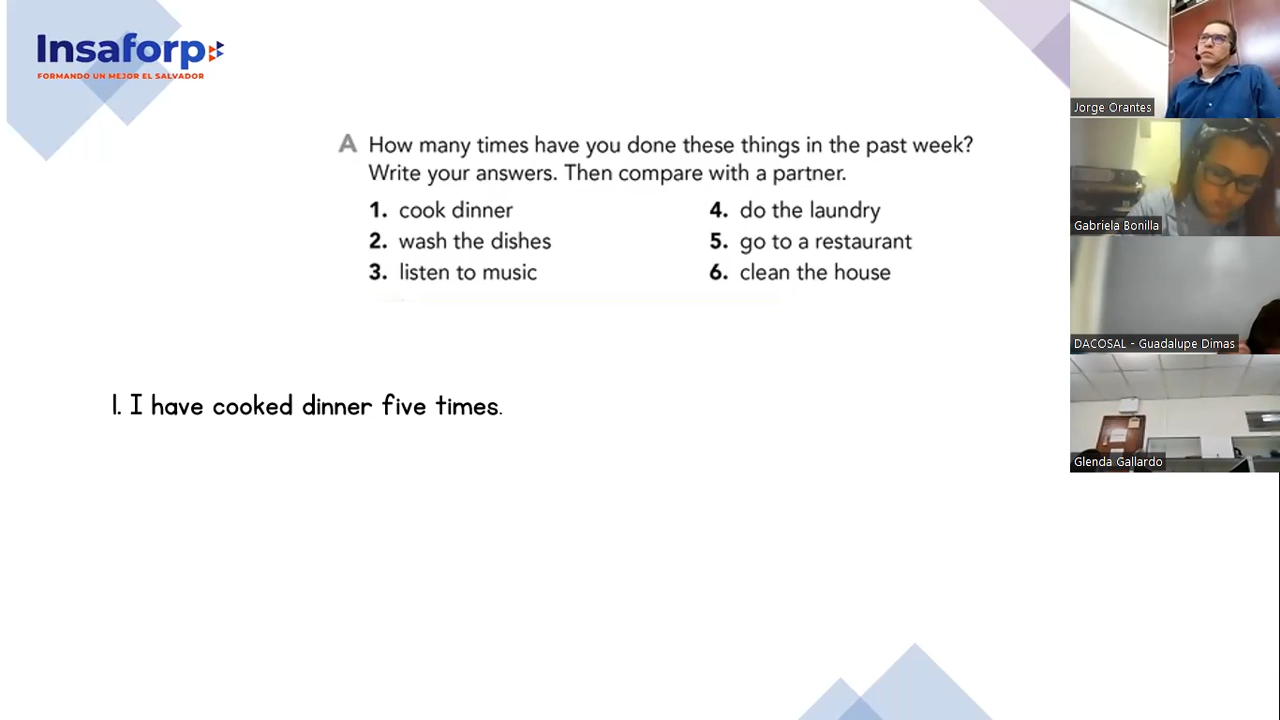 Insaforp
FORMANDO UN MEJOR EL SALVADOR
A How many times have you done these things in the past week?
Write your answers. Then compare with a partner.
1. cook dinner
2. wash the dishes
3. listen to music
4. do the laundry
5. go to a restaurant
6. clean the house
1. I have cooked dinner five times.
Jorge Orantes
Gabriela Bonilla
DACOSAL - Guadalupe Dimas
Glenda Gallardo